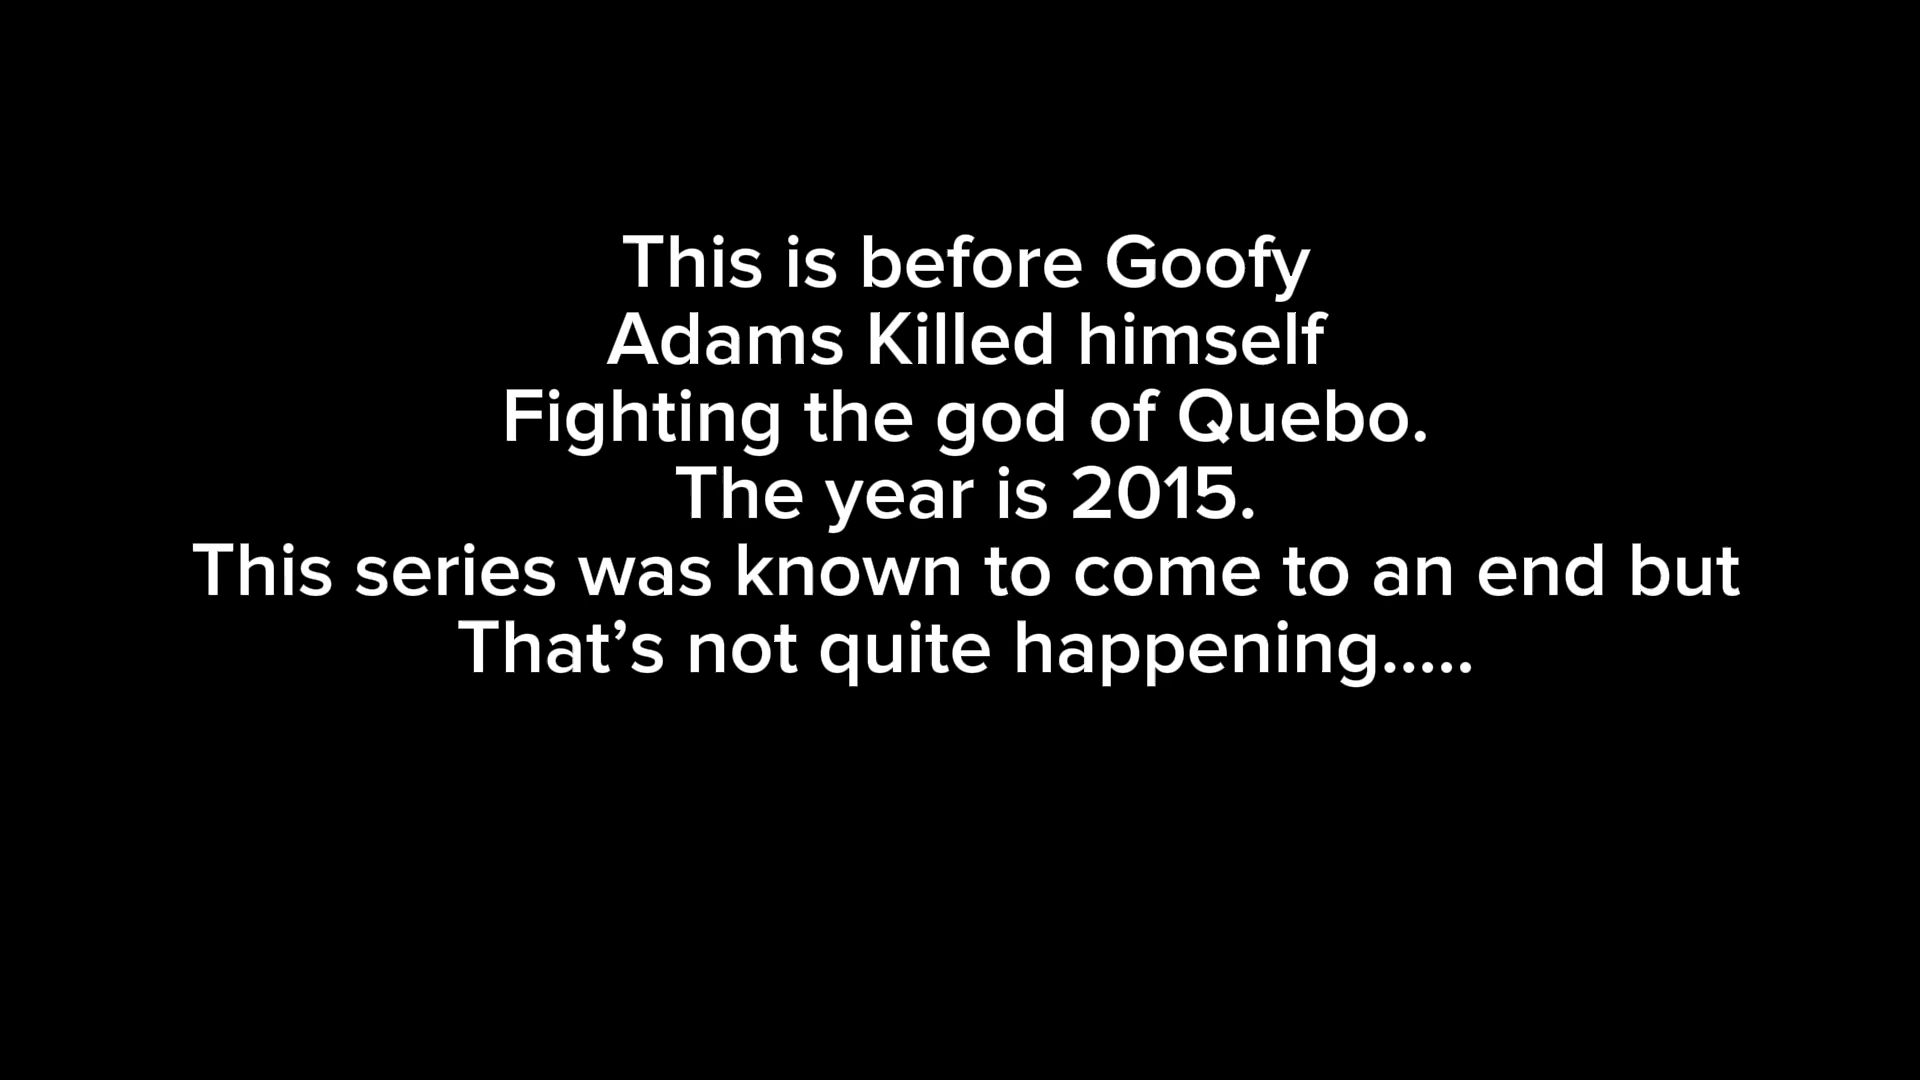 This is before Goofy
Adams Killed himself
Fighting the god of Quebo.
The year is 2015.
This series was known to come to an end but
That’s not quite happening.....